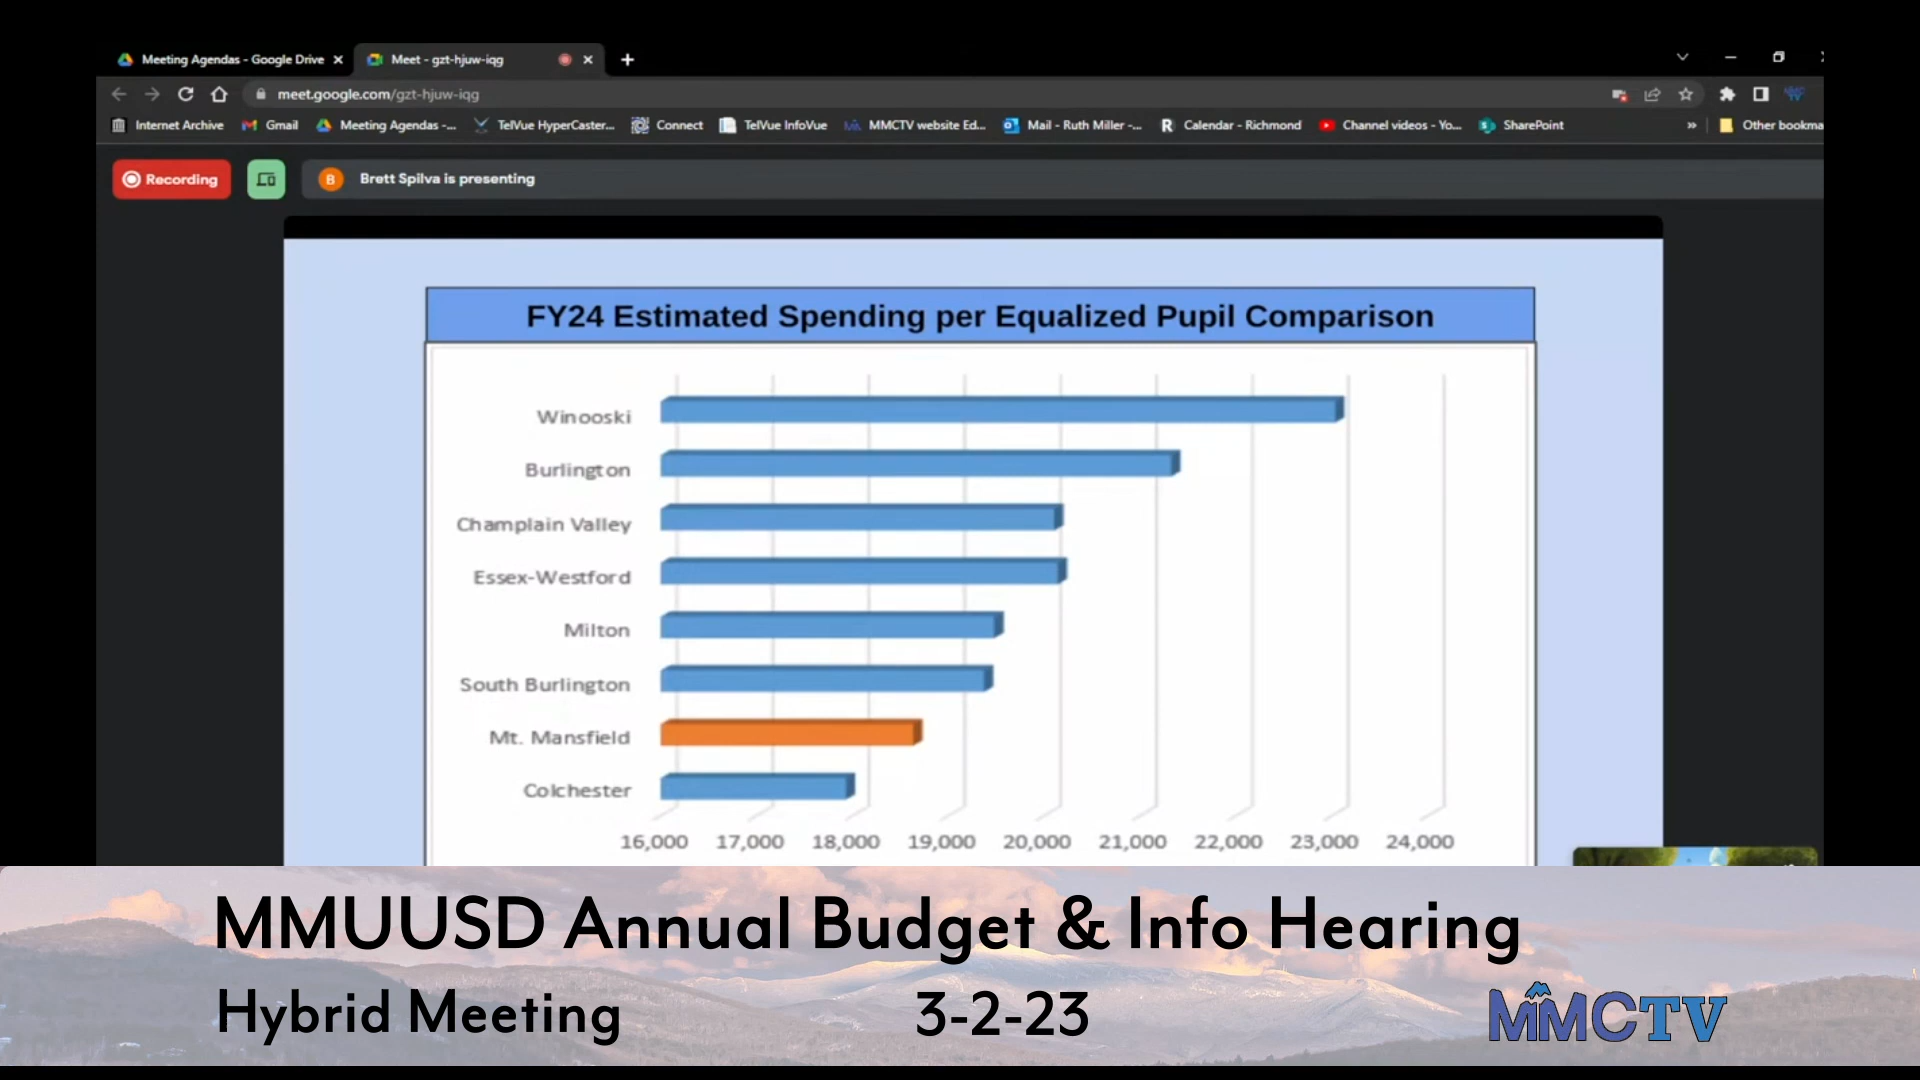 Meeting Agendas - Google Drive
Meet - gzt-hjuw-iqg
meet.google.com/gzt-hjuw-iqg
Internet Archive
Gmail
Meeting Agendas -...
TelVue HyperCaster...
Connect
TelVue InfoVue
MMCTV website Ed...
Mail - Ruth Miller -...
Calendar - Richmond
Channel videos - Yo...
SharePoint
»
Other bookma
Recording
B
Brett Spilva is presenting
FY24 Estimated Spending per Equalized Pupil Comparison
Winooski
Burlington
Champlain Valley
Essex-Westford
Milton
South Burlington
Mt. Mansfield
Colchester
16,000 17,000 18,000 19,000 20,000 21,000 22,000 23,000 24,000
MMUUSD Annual Budget & Info Hearing
Hybrid Meeting 3-2-23
MMCTV